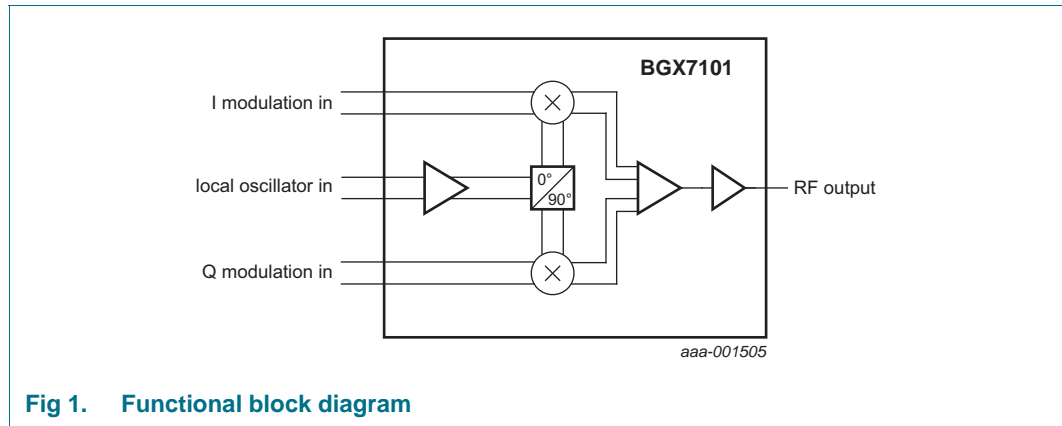 BGX7101
I modulation in
local oscillator in
0°
90°
RF output
Q modulation in
aaa-001505
Fig 1. Functional block diagram